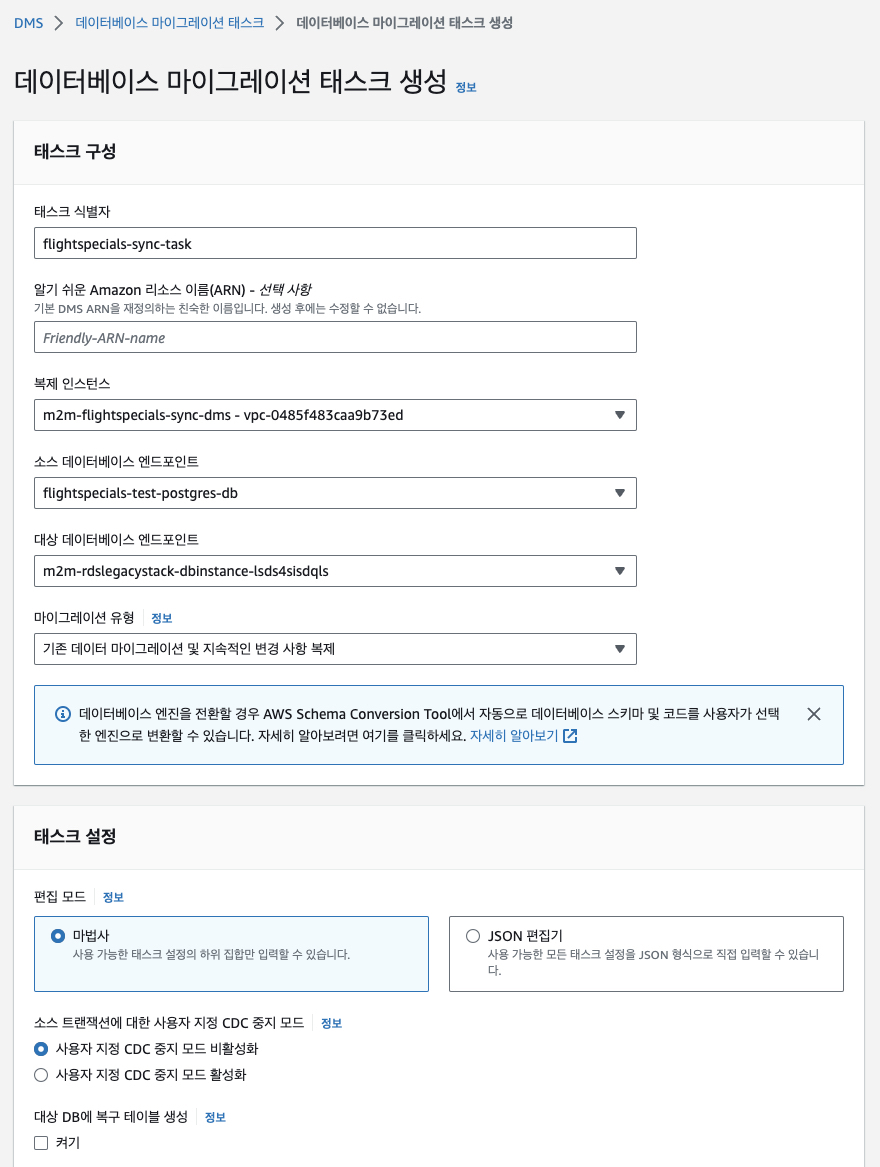 DMS > 데이터베이스 마이그레이션 태스크 > 데이터베이스 마이그레이션 태스크 생성
데이터베이스 마이그레이션 태스크 생성 정보
태스크 구성
태스크 식별자
flightspecials-sync-task
알기 쉬운 Amazon 리소스 이름(ARN) - 선택 사항
기본 DMS ARN을 재정의하는 친숙한 이름입니다. 생성 후에는 수정할 수 없습니다.
Friendly-ARN-name
복제 인스턴스
m2m-flightspecials-sync-dms - vpc-0485f483caa9b73ed
소스 데이터베이스 엔드포인트
flightspecials-test-postgres-db
대상 데이터베이스 엔드포인트
m2m-rdslegacystack-dbinstance-lsds4sisdqls
마이그레이션 유형 정보
기존 데이터 마이그레이션 및 지속적인 변경 사항 복제
데이터베이스 엔진을 전환할 경우 AWS Schema Conversion Tool에서 자동으로 데이터베이스 스키마 및 코드를 사용자가 선택
한 엔진으로 변환할 수 있습니다. 자세히 알아보려면 여기를 클릭하세요. 자세히 알아보기
태스크 설정
편집 모드 정보
마법사
사용 가능한 태스크 설정의 하위 집합만 입력할 수 있습니다.
JSON 편집기
사용 가능한 모든 태스크 설정을 JSON 형식으로 직접 입력할 수 있습니
다.
소스 트랜잭션에 대한 사용자 지정 CDC 중지 모드 정보
사용자 지정 CDC 중지 모드 비활성화
사용자 지정 CDC 중지 모드 활성화
대상 DB에 복구 테이블 생성 정보
켜기